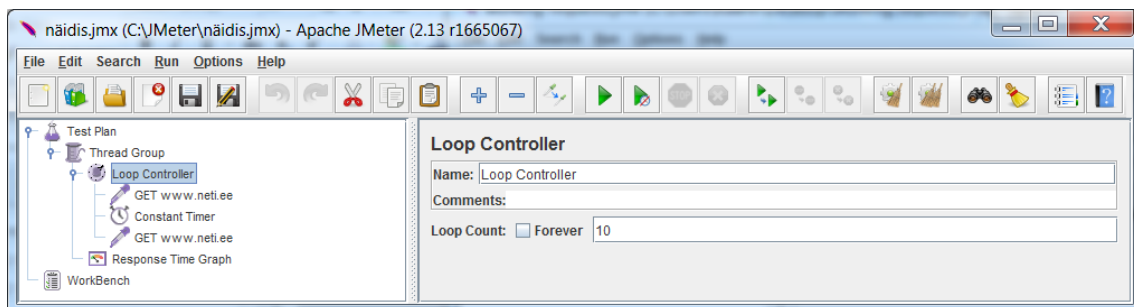 näidis.jmx (C:\JMeter\näidis.jmx) - Apache JMeter (2.13 r1665067)
File Edit Search Run Options Help
STOP
Test Plan
Thread Group
Loop Controller
GET www.neti.ee
Constant Timer
GET www.neti.ee
Response Time Graph
WorkBench
Loop Controller
Name: Loop Controller
Comments:
Loop Count: Forever 10